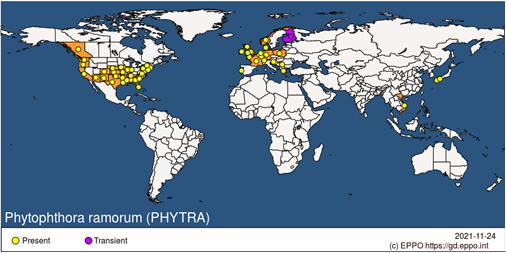 Phytophthora ramorum (PHYTRA)
Present
Transient
2021-11-24
(c) EPPO https://gd.eppo.int